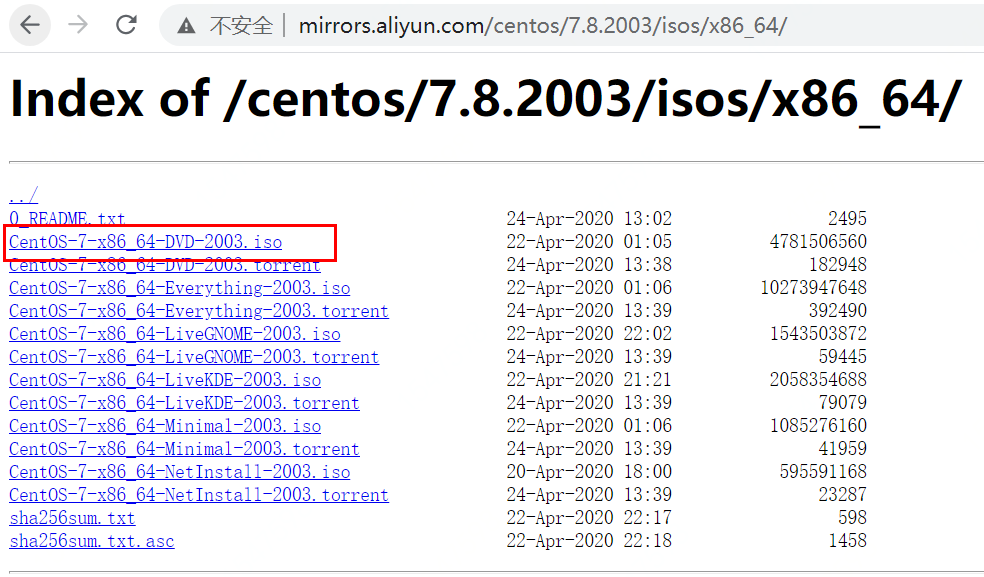 不安全 mirrors.aliyun.com/centos/7.8.2003/isos/x86_64/
Index of /centos/7.8.2003/isos/x86_64/
../
0_README.txt 24-Apr-2020 13:02 2495
CentOS-7-x86_64-DVD-2003.iso 22-Apr-2020 01:05 4781506560
CentOS-7-x86_64-DVD-2003.torrent 24-Apr-2020 13:38 182948
CentOS-7-x86_64-Everything-2003.iso 22-Apr-2020 01:06 10273947648
CentOS-7-x86_64-Everything-2003.torrent 24-Apr-2020 13:39 392490
CentOS-7-x86_64-LiveGNOME-2003.iso 22-Apr-2020 22:02 1543503872
CentOS-7-x86_64-LiveGNOME-2003.torrent 24-Apr-2020 13:39 59445
CentOS-7-x86_64-LiveKDE-2003.iso 22-Apr-2020 21:21 2058354688
CentOS-7-x86_64-LiveKDE-2003.torrent 24-Apr-2020 13:39 79079
CentOS-7-x86_64-Minimal-2003.iso 22-Apr-2020 01:06 1085276160
CentOS-7-x86_64-Minimal-2003.torrent 24-Apr-2020 13:39 41959
CentOS-7-x86_64-NetInstall-2003.iso 20-Apr-2020 18:00 595591168
CentOS-7-x86_64-NetInstall-2003.torrent 24-Apr-2020 13:39 23287
sha256sum.txt 22-Apr-2020 22:17 598
sha256sum.txt.asc 22-Apr-2020 22:18 1458